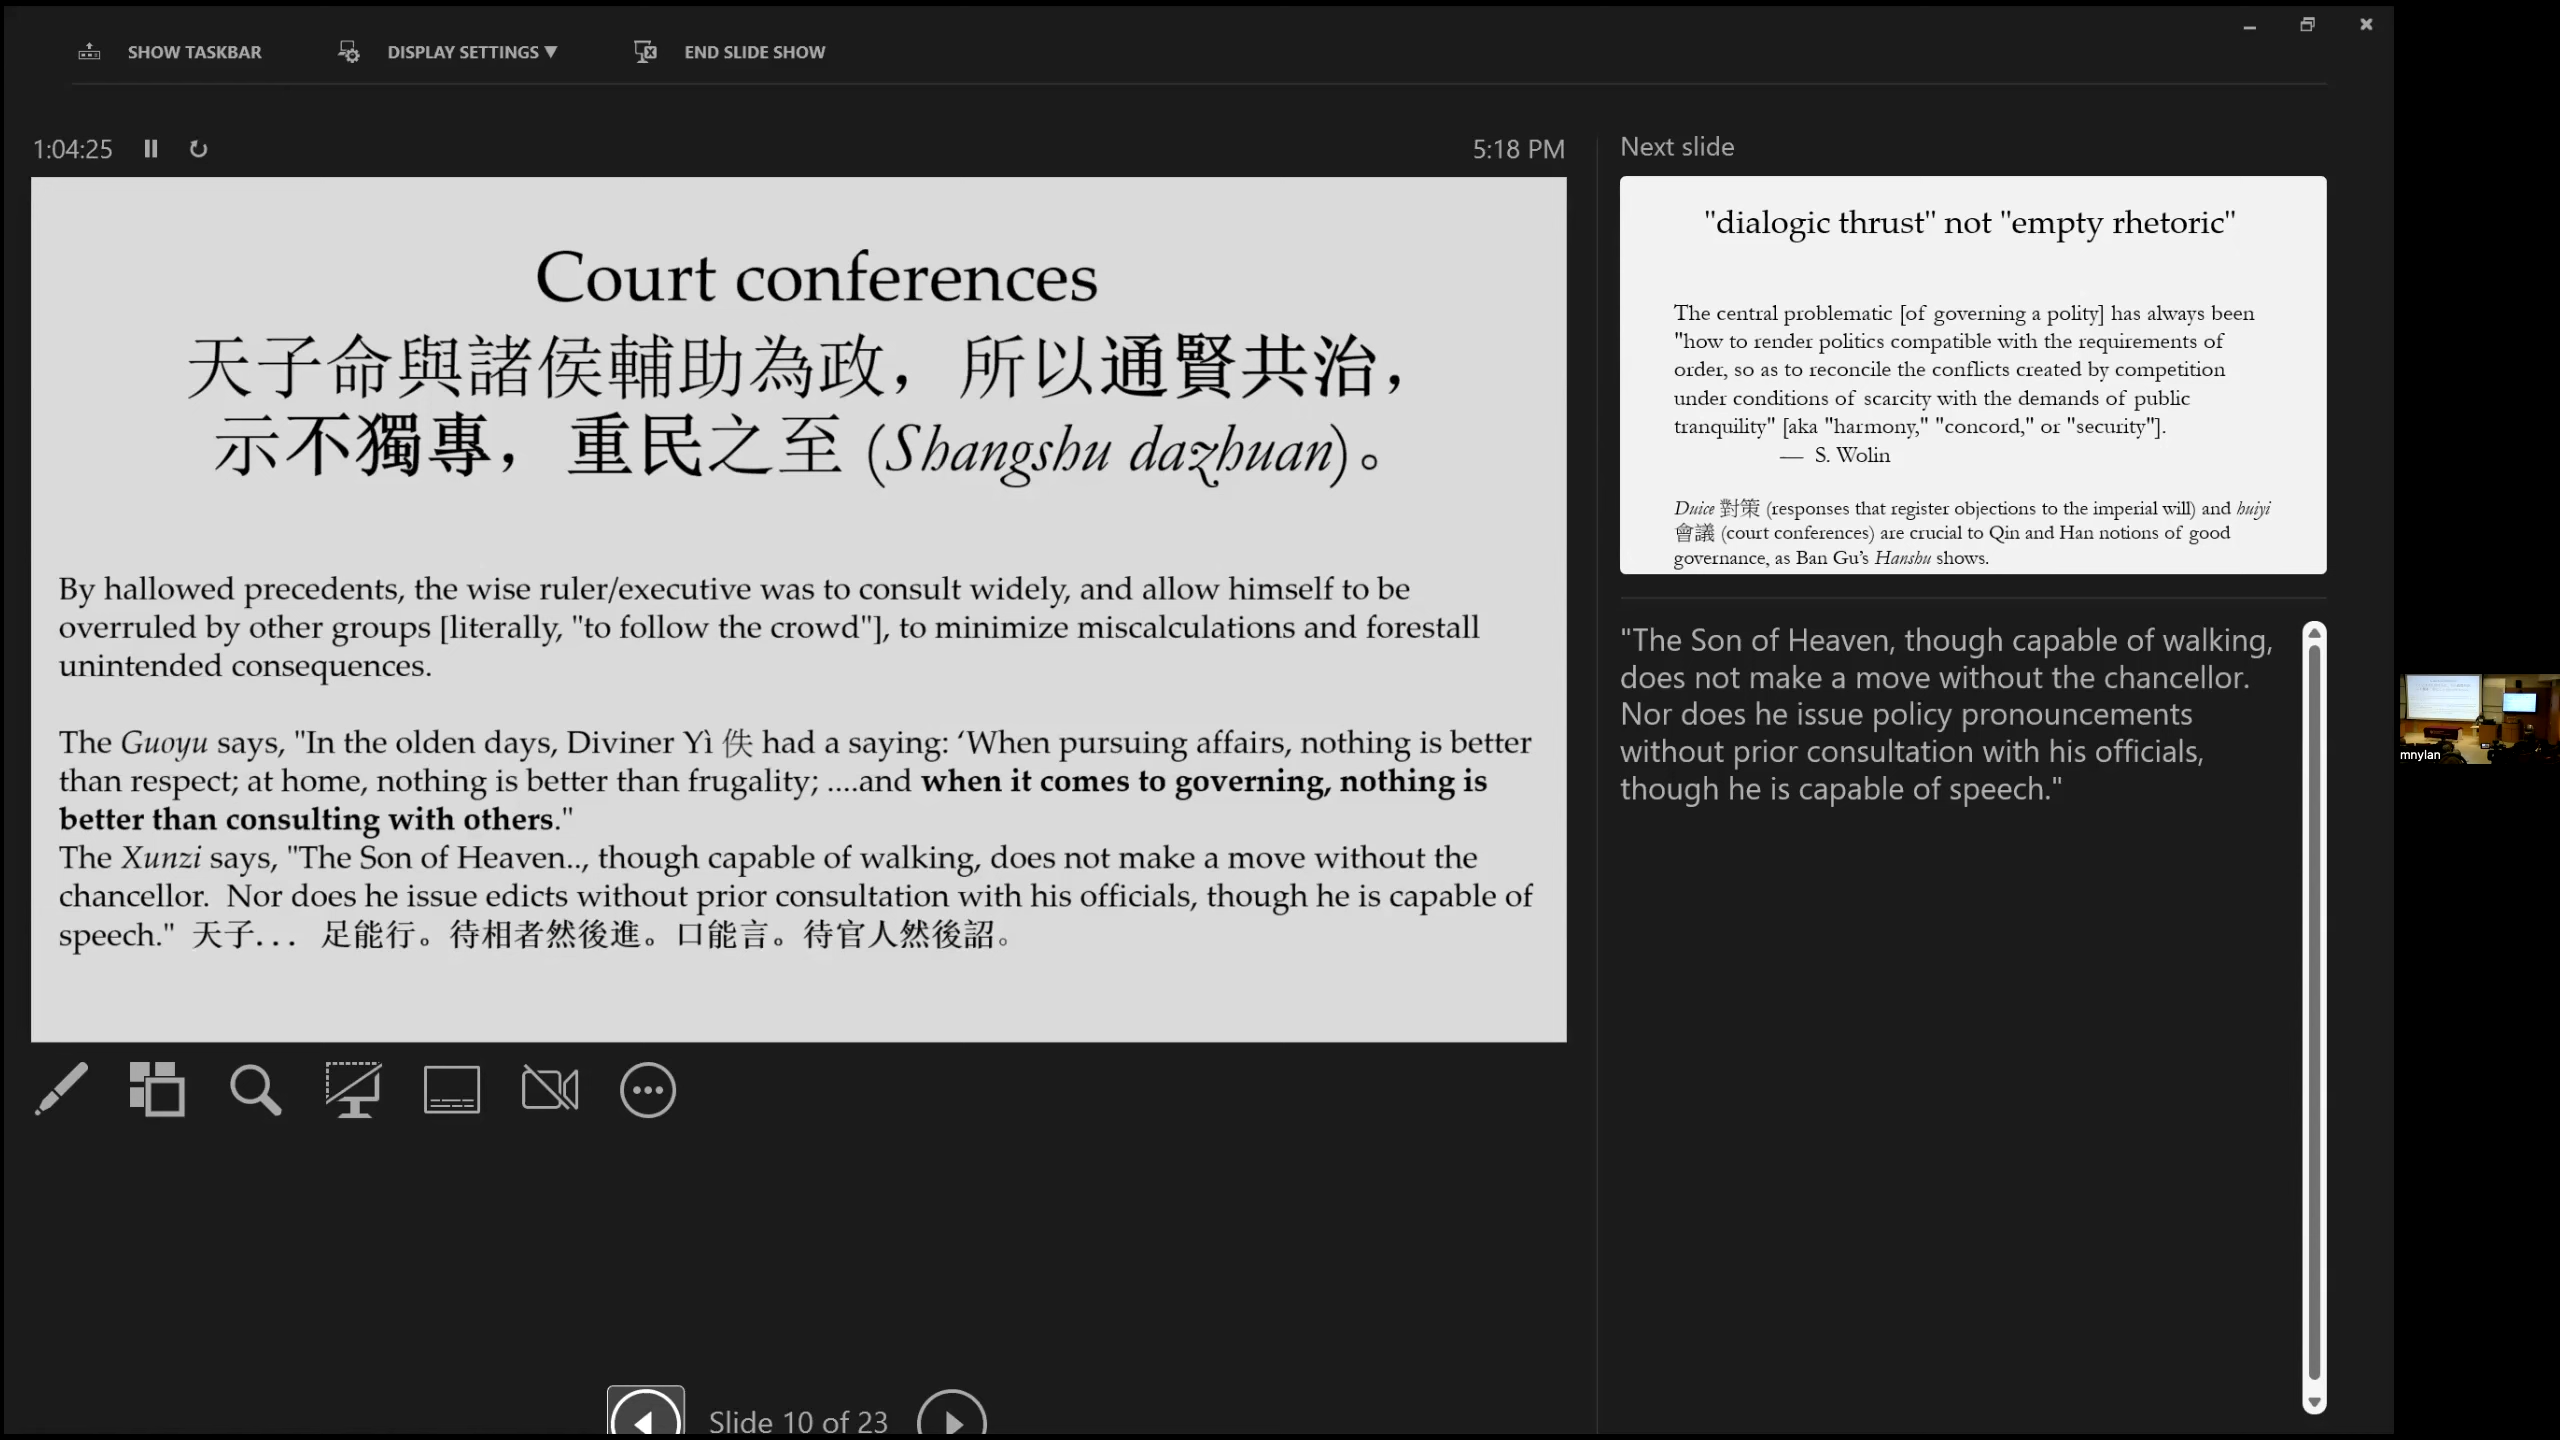 SHOW TASKBAR
DISPLAY SETTINGS ▼
END SLIDE SHOW
1:04:25
5:18 PM
Court conferences
天子命與諸侯輔助為政，所以通賢共治，
示不獨專，重民之至 (Shangshu dazhuan)。
By hallowed precedents, the wise ruler/executive was to consult widely, and allow himself to be
overruled by other groups [literally, "to follow the crowd"], to minimize miscalculations and forestall
unintended consequences.
The Guoyu says, "In the olden days, Diviner Yì 佚 had a saying: ‘When pursuing affairs, nothing is better
than respect; at home, nothing is better than frugality; ....and when it comes to governing, nothing is
better than consulting with others."
The Xunzi says, "The Son of Heaven.., though capable of walking, does not make a move without the
chancellor.  Nor does he issue edicts without prior consultation with his officials, though he is capable of
speech."  天子... 足能行。待相者然後進。口能言。待官人然後詔。
Slide 10 of 23
Next slide
"dialogic thrust" not "empty rhetoric"
The central problematic [of governing a polity] has always been
"how to render politics compatible with the requirements of
order, so as to reconcile the conflicts created by competition
under conditions of scarcity with the demands of public
tranquility" [aka "harmony," "concord," or "security"].
— S. Wolin
Duice 對策 (responses that register objections to the imperial will) and huiyi
會議 (court conferences) are crucial to Qin and Han notions of good
governance, as Ban Gu’s Hanshu shows.
"The Son of Heaven, though capable of walking,
does not make a move without the chancellor.
Nor does he issue policy pronouncements
without prior consultation with his officials,
though he is capable of speech."
mnylan